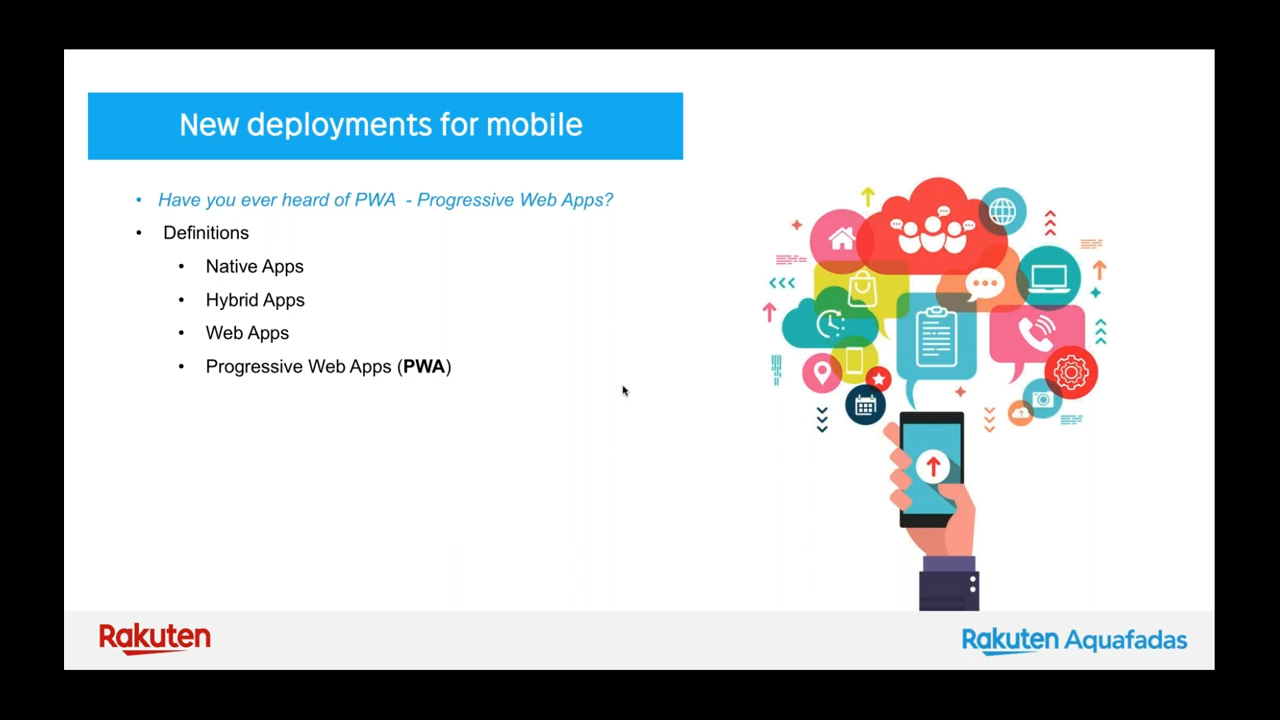 New deployments for mobile
• Have you ever heard of PWA - Progressive Web Apps?
• Definitions
• Native Apps
• Hybrid Apps
• Web Apps
• Progressive Web Apps (PWA)
Rakuten
Rakuten Aquafadas